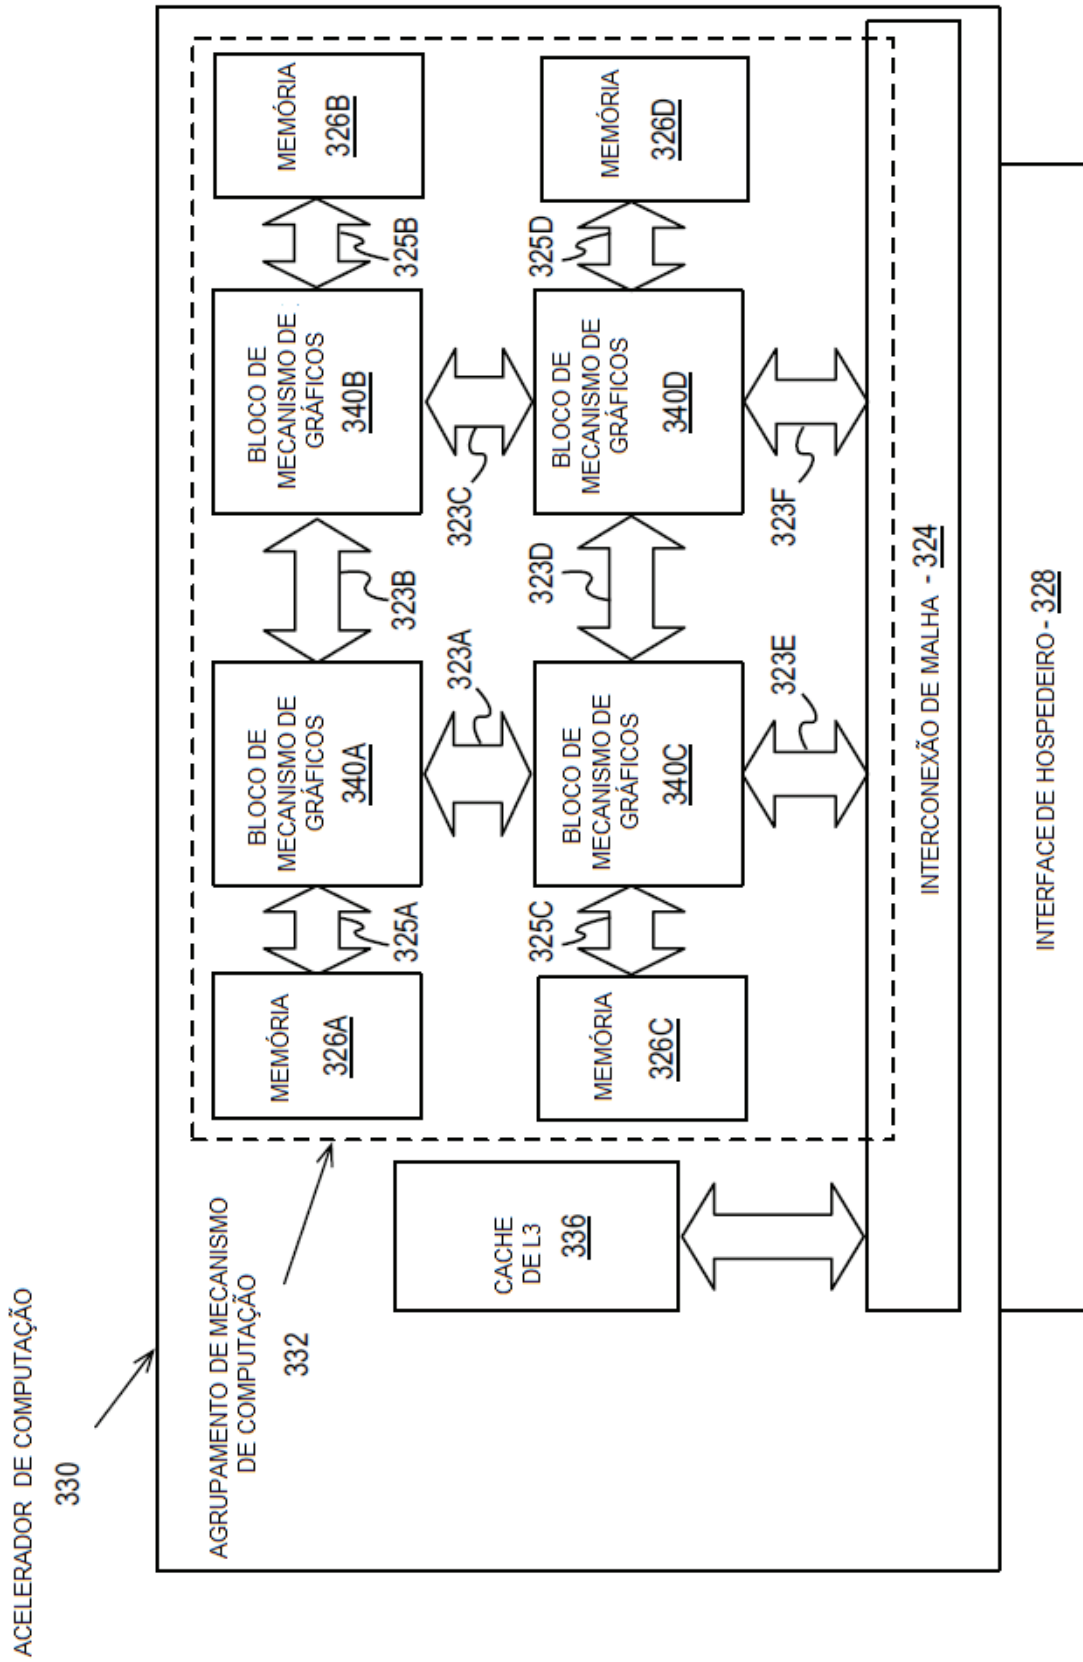 ACELERADOR DE COMPUTAÇÃO
330
AGRUPAMENTO DE MECANISMO
DE COMPUTAÇÃO
332
MEMÓRIA
326A
325A
BLOCO DE
MECANISMO DE
GRÁFICOS
340A
323B
BLOCO DE
MECANISMO DE
GRÁFICOS
340B
325B
MEMÓRIA
326B
323A
323C
CACHE
DE L3
336
MEMÓRIA
326C
325C
BLOCO DE
MECANISMO DE
GRÁFICOS
340C
323D
BLOCO DE
MECANISMO DE
GRÁFICOS
340D
325D
MEMÓRIA
326D
323E
323F
INTERCONEXÃO DE MALHA - 324
INTERFACE DE HOSPEDEIRO - 328